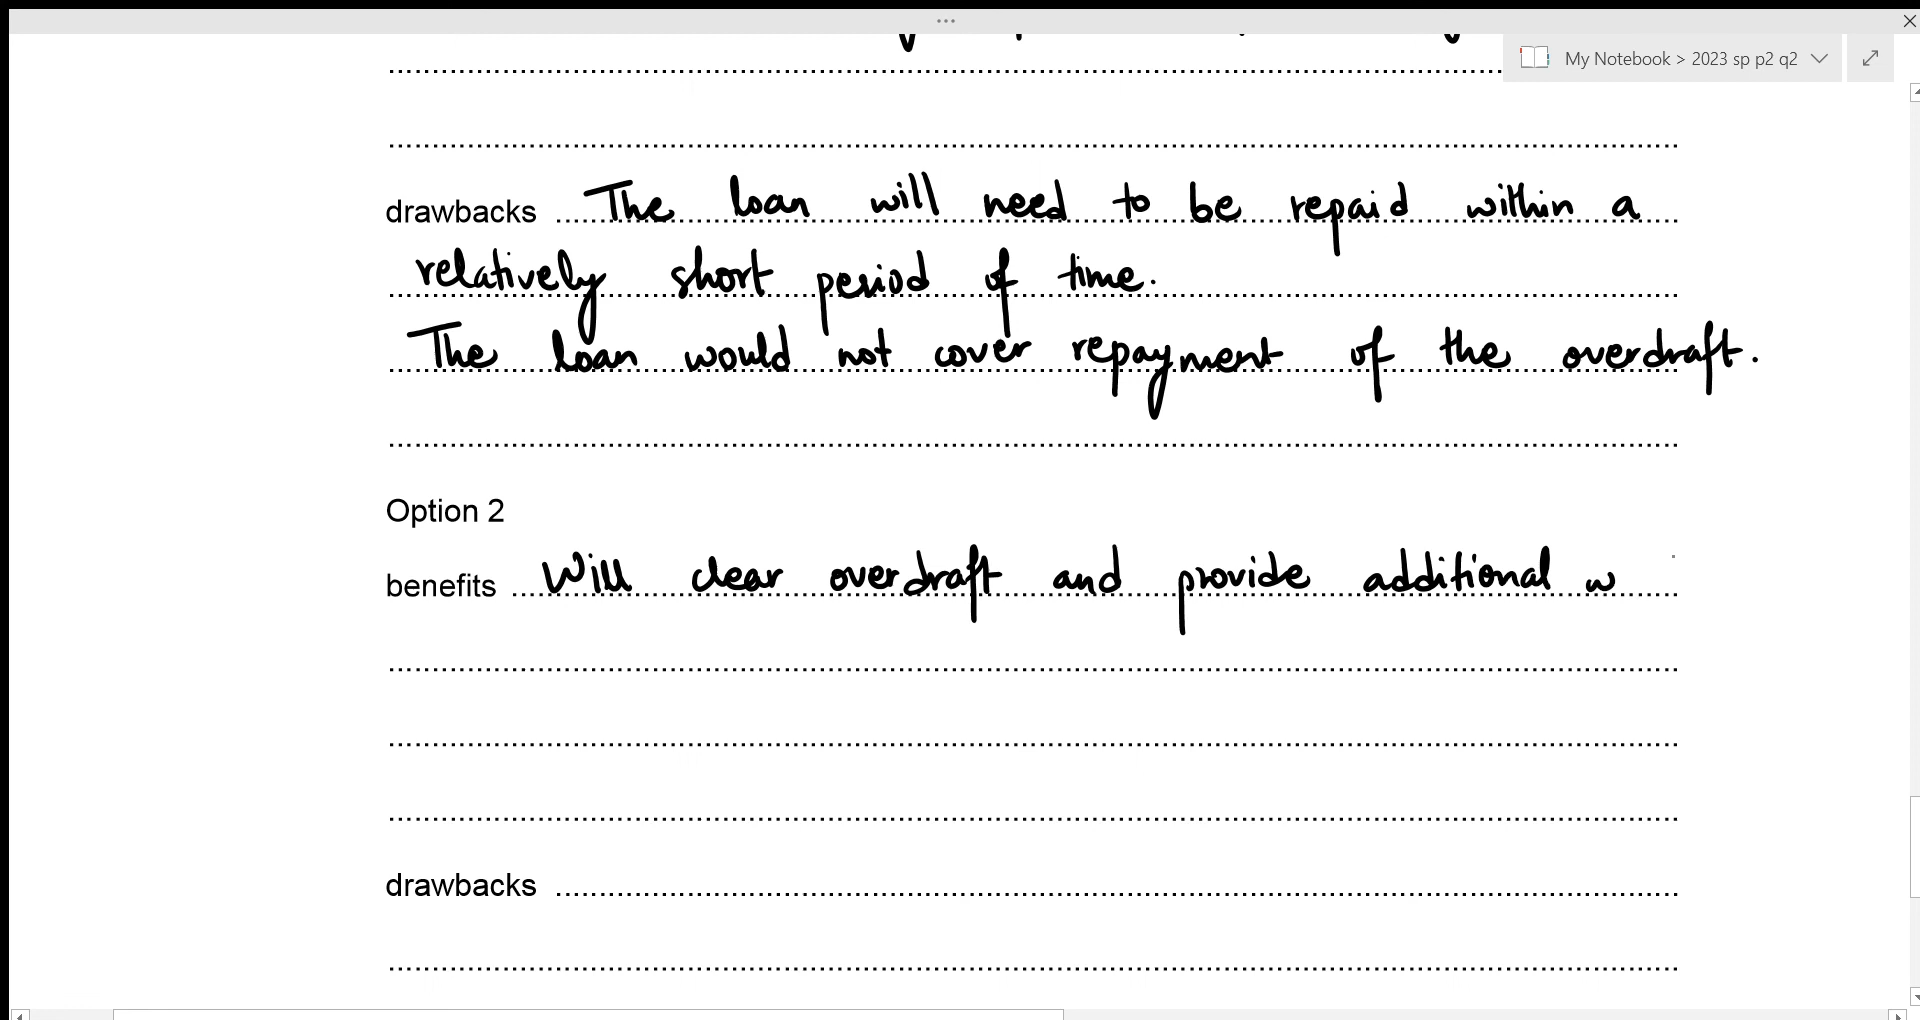 My Notebook > 2023 sp p2 q2
drawbacks The loan will need to be repaid within a
relatively short period of time.
The loan would not cover repayment of the overdraft.
Option 2
benefits Will clear overdraft and provide additional w
drawbacks